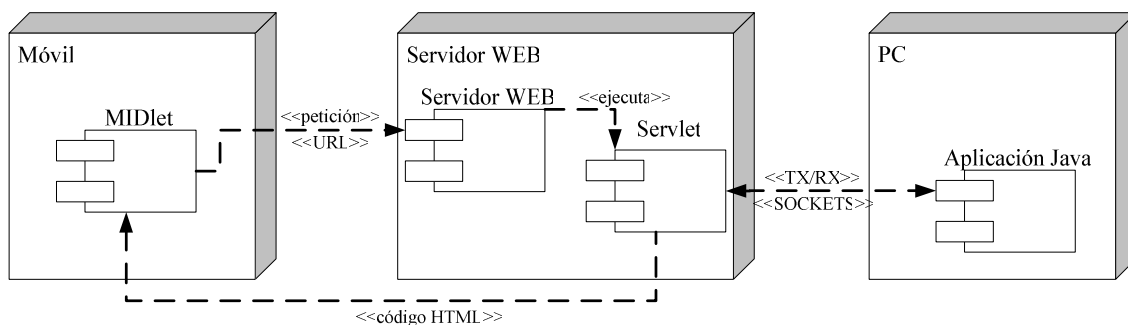 Móvil
MIDlet
<<petición>>
<<URL>>
Servidor WEB
Servidor WEB
<<ejecuta>>
Servlet
<<TX/RX>>
<<SOCKETS>>
PC
Aplicación Java
<<código HTML>>